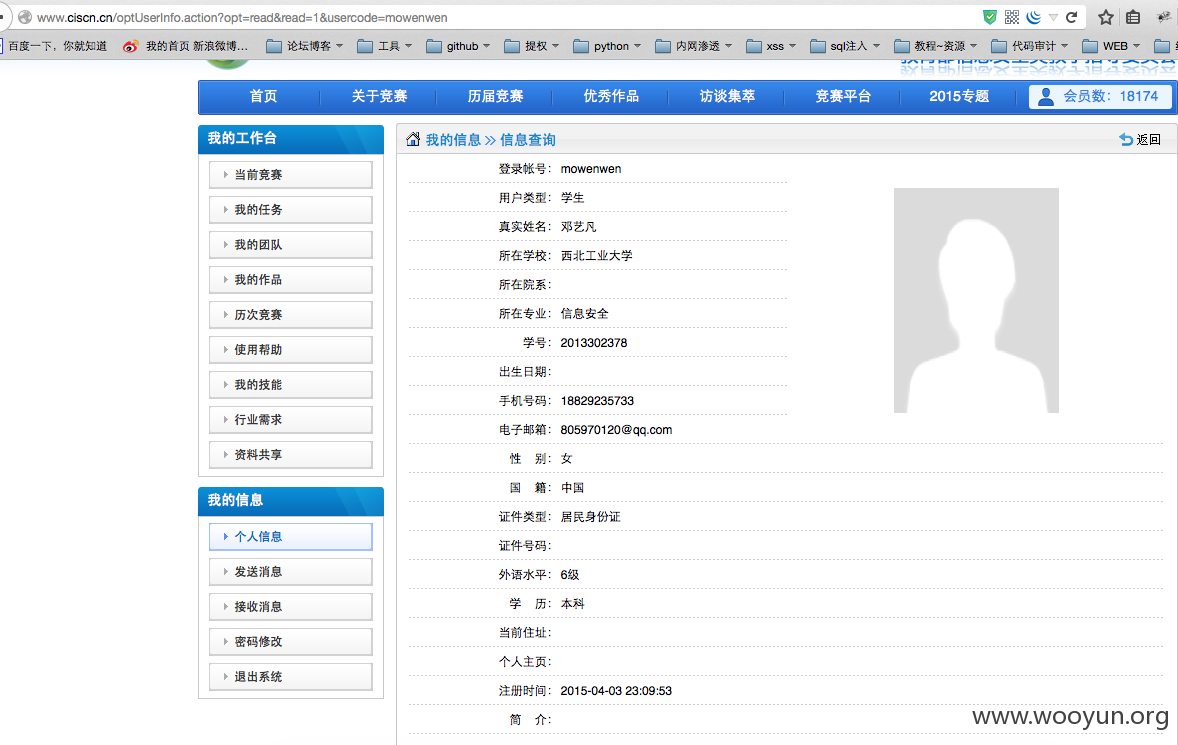 www.ciscn.cn/optUserInfo.action?opt=read&read=1&usercode=mowenwen
百度一下，你就知道 我的首页 新浪微博... 论坛博客 工具 github 提权 python 内网渗透 xss sql注入 教程~资源 代码审计 WEB
首页 关于竞赛 历届竞赛 优秀作品 访谈集萃 竞赛平台 2015专题 会员数：18174
我的工作台
当前竞赛
我的任务
我的团队
我的作品
历次竞赛
使用帮助
我的技能
行业需求
资料共享
我的信息
个人信息
发送消息
接收消息
密码修改
退出系统
我的信息 >> 信息查询 返回
登录帐号： mowenwen
用户类型： 学生
真实姓名： 邓艺凡
所在学校： 西北工业大学
所在院系：
所在专业： 信息安全
学号： 2013302378
出生日期：
手机号码： 18829235733
电子邮箱： 805970120@qq.com
性 别： 女
国 籍： 中国
证件类型： 居民身份证
证件号码：
外语水平： 6级
学 历： 本科
当前住址：
个人主页：
注册时间： 2015-04-03 23:09:53
简 介：
www.wooyun.org